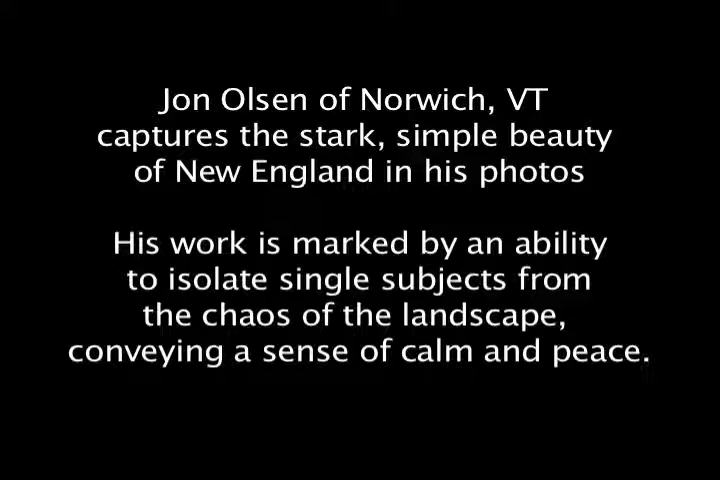 Jon Olsen of Norwich, VT
captures the stark, simple beauty
of New England in his photos
His work is marked by an ability
to isolate single subjects from
the chaos of the landscape,
conveying a sense of calm and peace.